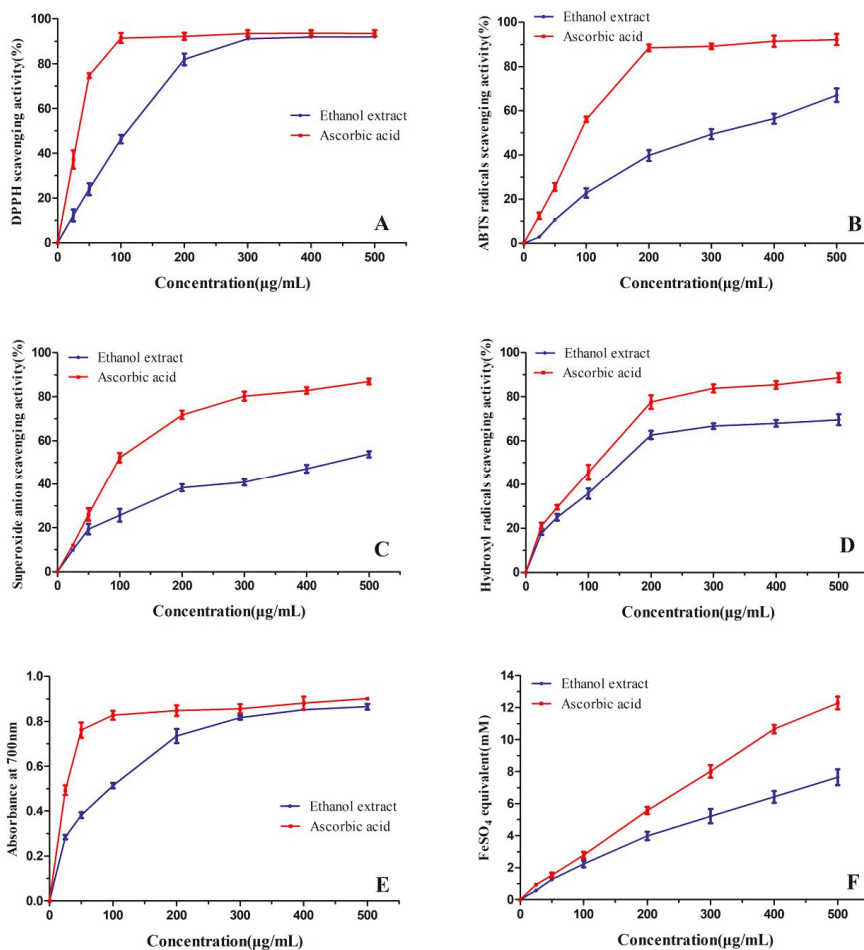 DPPH scavenging activity(%)
100
80
60
40
20
0
Ethanol extract
Ascorbic acid
A
0 100 200 300 400 500
Concentration(μg/mL)
ABTS radicals scavenging activity(%)
100
80
60
40
20
0
Ethanol extract
Ascorbic acid
B
0 100 200 300 400 500
Concentration(μg/mL)
Superoxide anion scavenging activity(%)
100
80
60
40
20
0
Ethanol extract
Ascorbic acid
C
0 100 200 300 400 500
Concentration(μg/mL)
Hydroxyl radicals scavenging activity(%)
100
80
60
40
20
0
Ethanol extract
Ascorbic acid
D
0 100 200 300 400 500
Concentration(μg/mL)
Absorbance at 700nm
1.0
0.8
0.6
0.4
0.2
0.0
Ethanol extract
Ascorbic acid
E
0 100 200 300 400 500
Concentration(μg/mL)
FeSO₄ equivalent(mM)
14
12
10
8
6
4
2
0
Ethanol extract
Ascorbic acid
F
0 100 200 300 400 500
Concentration(μg/mL)